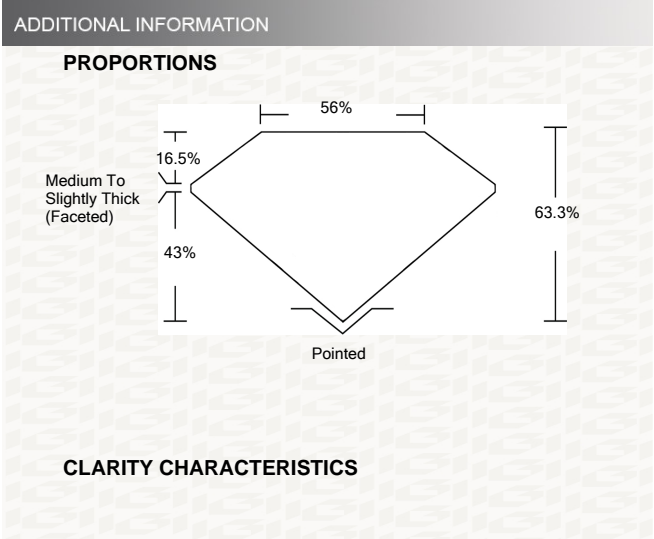 ADDITIONAL INFORMATION
PROPORTIONS
56%
16.5%
Medium To
Slightly Thick
(Faceted)
63.3%
43%
Pointed
CLARITY CHARACTERISTICS